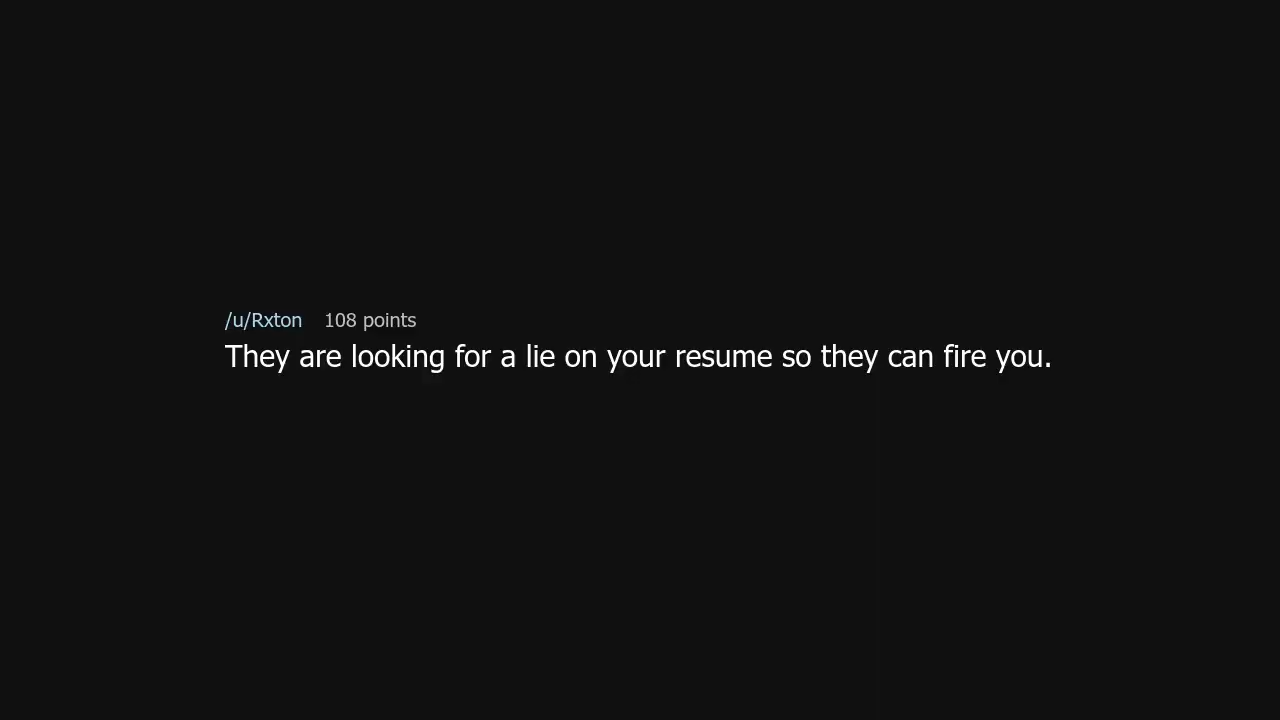 /u/Rxton 108 points
They are looking for a lie on your resume so they can fire you.